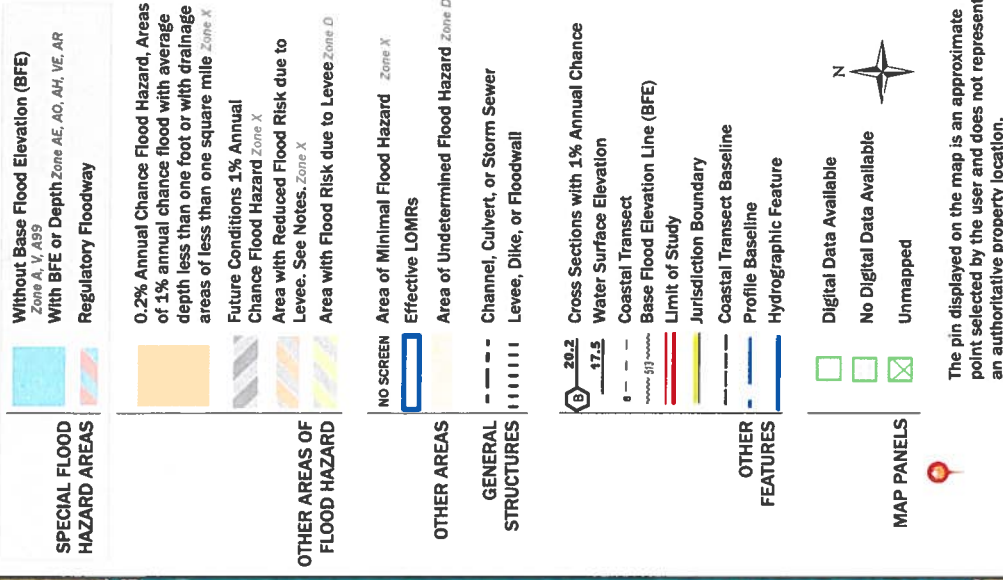 SPECIAL FLOOD
HAZARD AREAS
Without Base Flood Elevation (BFE)
Zone A, V, A99
With BFE or Depth Zone AE, AO, AH, VE, AR
Regulatory Floodway
OTHER AREAS OF
FLOOD HAZARD
0.2% Annual Chance Flood Hazard, Areas
of 1% annual chance flood with average
depth less than one foot or with drainage
areas of less than one square mile Zone X
Future Conditions 1% Annual
Chance Flood Hazard Zone X
Area with Reduced Flood Risk due to
Levee. See Notes. Zone X
Area with Flood Risk due to Levee Zone D
OTHER AREAS
NO SCREEN Area of Minimal Flood Hazard Zone X
Effective LOMRs
Area of Undetermined Flood Hazard Zone D
GENERAL
STRUCTURES
Channel, Culvert, or Storm Sewer
Levee, Dike, or Floodwall
OTHER
FEATURES
B 20.2 Cross Sections with 1% Annual Chance
17.5 Water Surface Elevation
8 Coastal Transect
513 Base Flood Elevation Line (BFE)
Limit of Study
Jurisdiction Boundary
Coastal Transect Baseline
Profile Baseline
Hydrographic Feature
MAP PANELS
Digital Data Available
No Digital Data Available
Unmapped
N
The pin displayed on the map is an approximate
point selected by the user and does not represent
an authoritative property location.